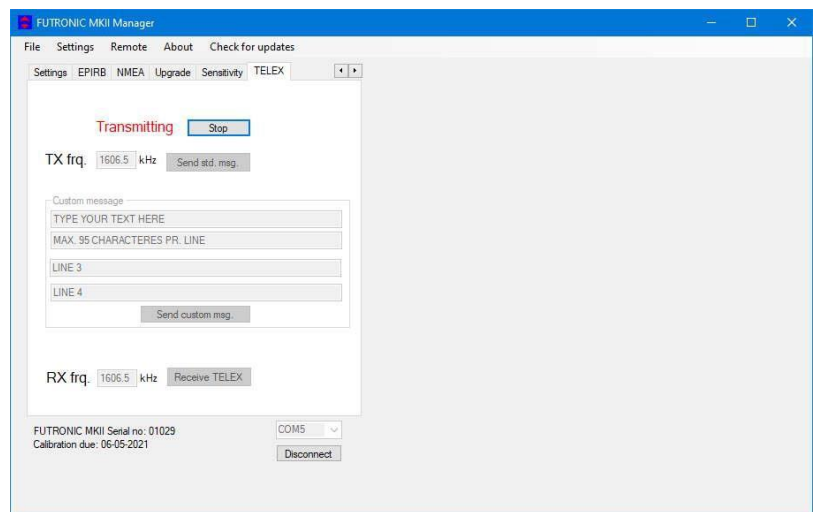 FUTRONIC MKII Manager
File Settings Remote About Check for updates
Settings EPIRB NMEA Upgrade Sensitivity TELEX
Transmitting Stop
TX frq. 1606.5 kHz Send std. msg.
Custom message
TYPE YOUR TEXT HERE
MAX. 95 CHARACTERES PR. LINE
LINE 3
LINE 4
Send custom msg.
RX frq. 1606.5 kHz Receive TELEX
FUTRONIC MKII Serial no: 01029
Calibration due: 06-05-2021
COM5
Disconnect